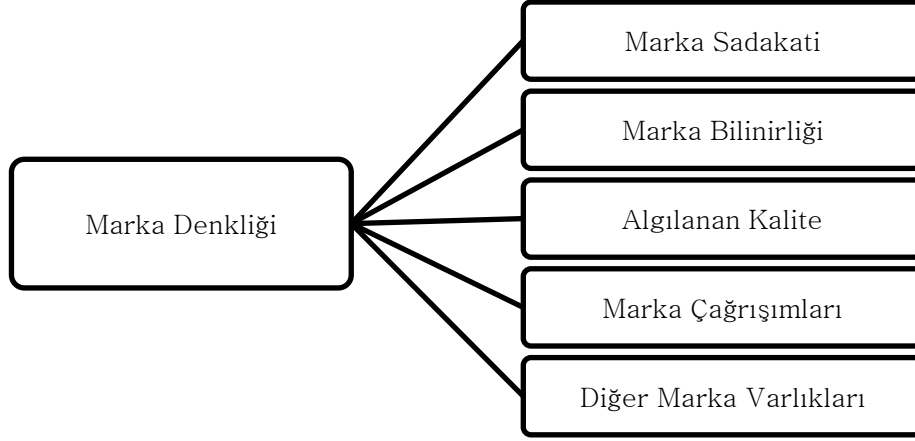 Marka Denkliği
Marka Sadakati
Marka Bilinirliği
Algılanan Kalite
Marka Çağrışımları
Diğer Marka Varlıkları